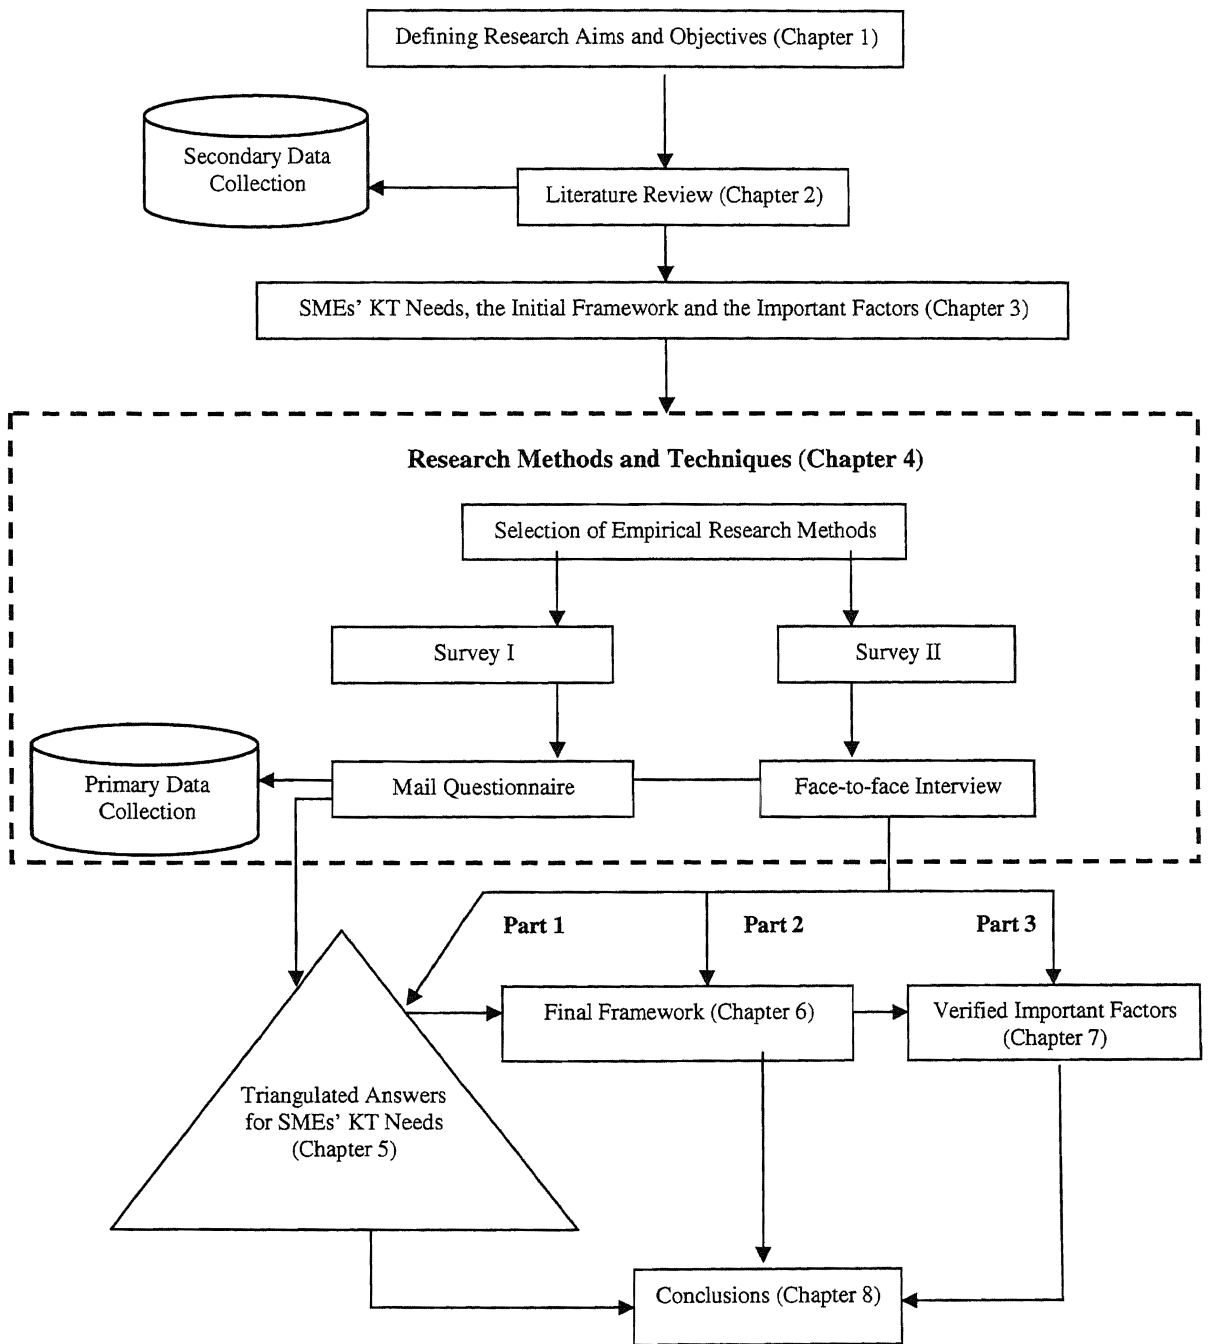 Defining Research Aims and Objectives (Chapter 1)
Secondary Data
Collection
Literature Review (Chapter 2)
SMEs' KT Needs, the Initial Framework and the Important Factors (Chapter 3)
Research Methods and Techniques (Chapter 4)
Selection of Empirical Research Methods
Survey I
Survey II
Primary Data
Collection
Mail Questionnaire
Face-to-face Interview
Part 1
Part 2
Part 3
Final Framework (Chapter 6)
Verified Important Factors
(Chapter 7)
Triangulated Answers
for SMEs' KT Needs
(Chapter 5)
Conclusions (Chapter 8)